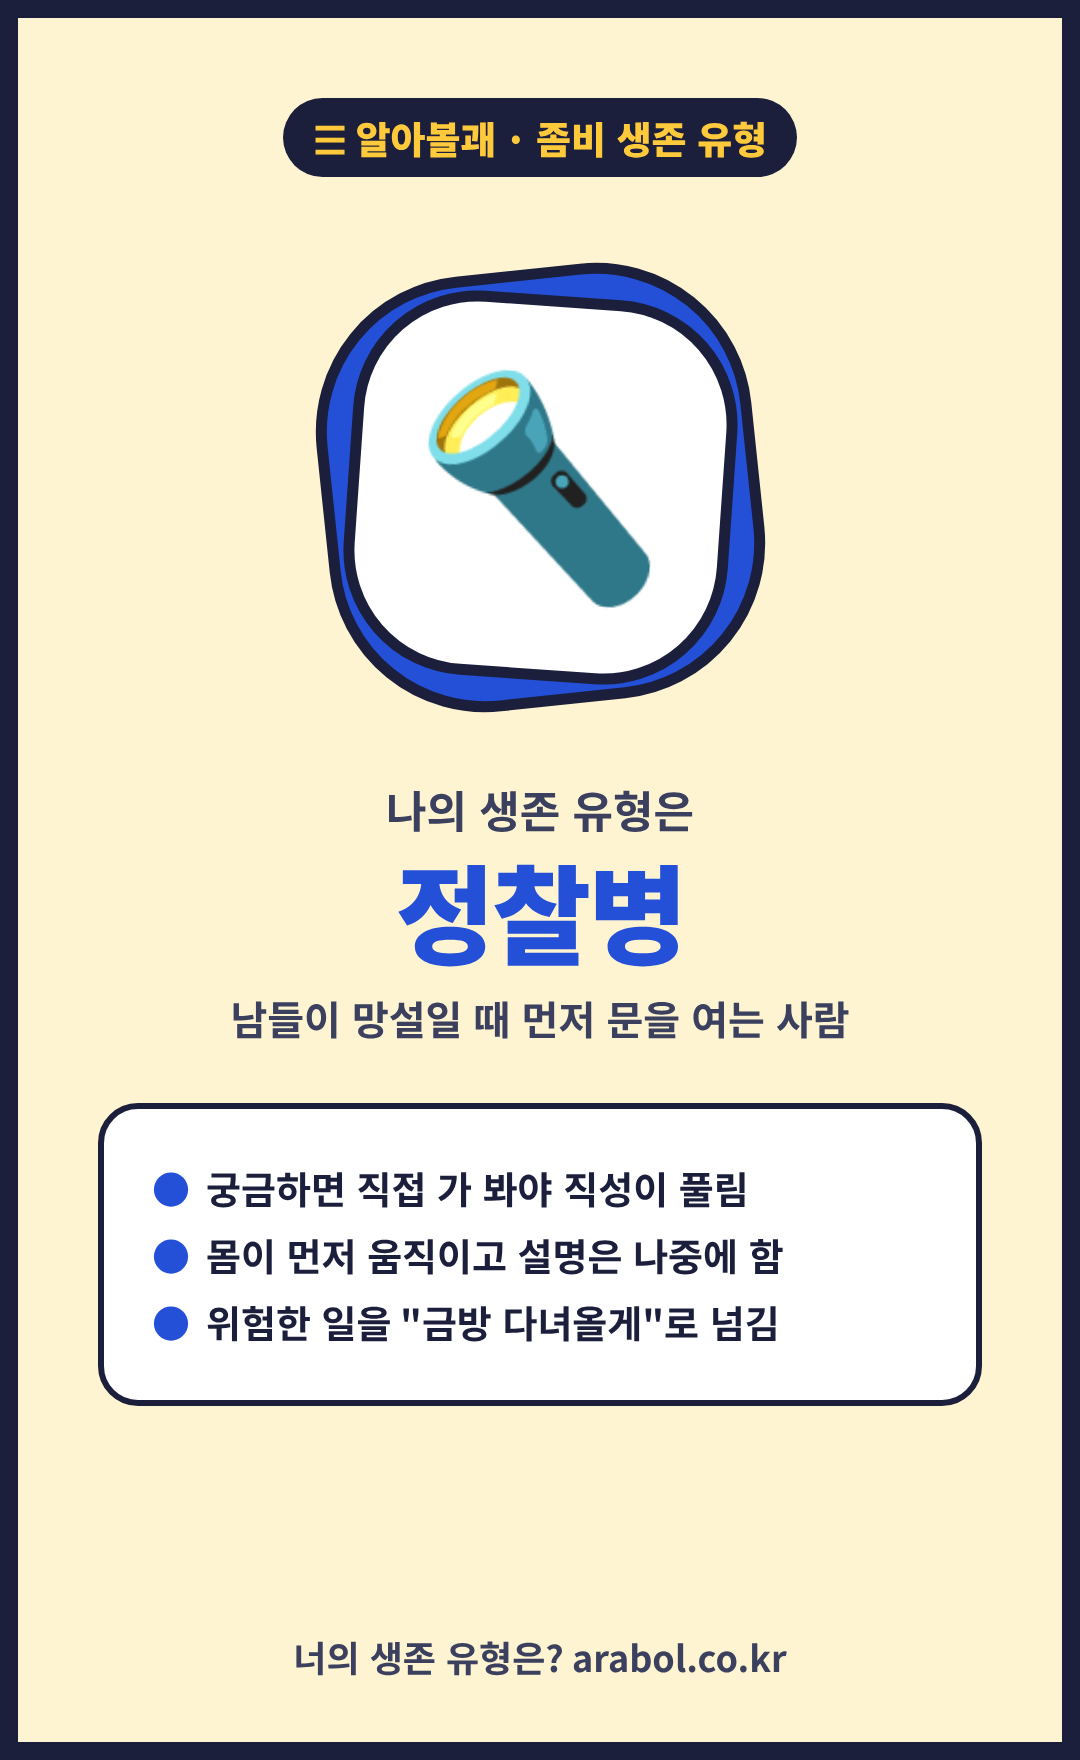 ☰ 알아볼괘 · 좀비 생존 유형
나의 생존 유형은
정찰병
남들이 망설일 때 먼저 문을 여는 사람
궁금하면 직접 가 봐야 직성이 풀림
몸이 먼저 움직이고 설명은 나중에 함
위험한 일을 "금방 다녀올게"로 넘김
너의 생존 유형은? arabol.co.kr